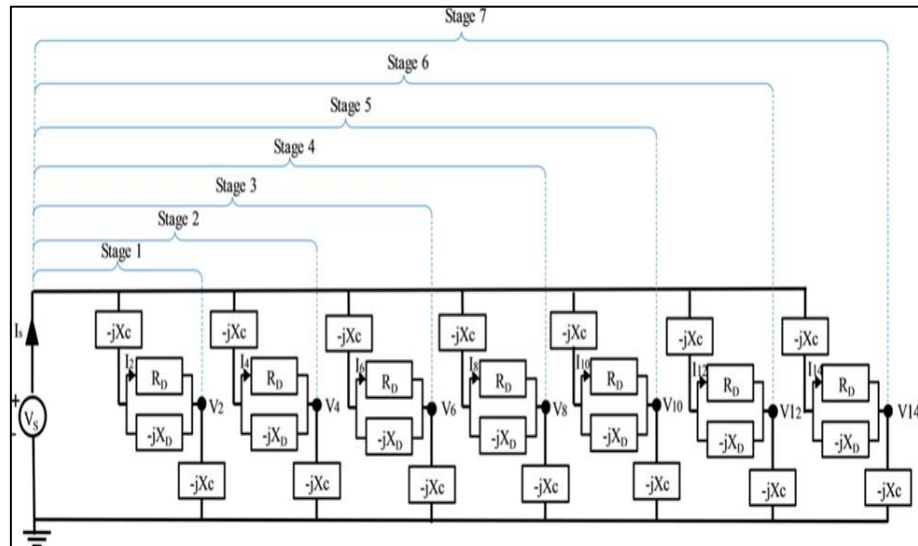 Stage 7
Stage 6
Stage 5
Stage 4
Stage 3
Stage 2
Stage 1
Is
-jXc -jXc -jXc -jXc -jXc -jXc -jXc
I2 I4 I6 I8 I10 I12 I14
RD RD RD RD RD RD RD
+ Vs - V2 V4 V6 V8 V10 V12 V14
-jXD -jXD -jXD -jXD -jXD -jXD -jXD
-jXc -jXc -jXc -jXc -jXc -jXc -jXc